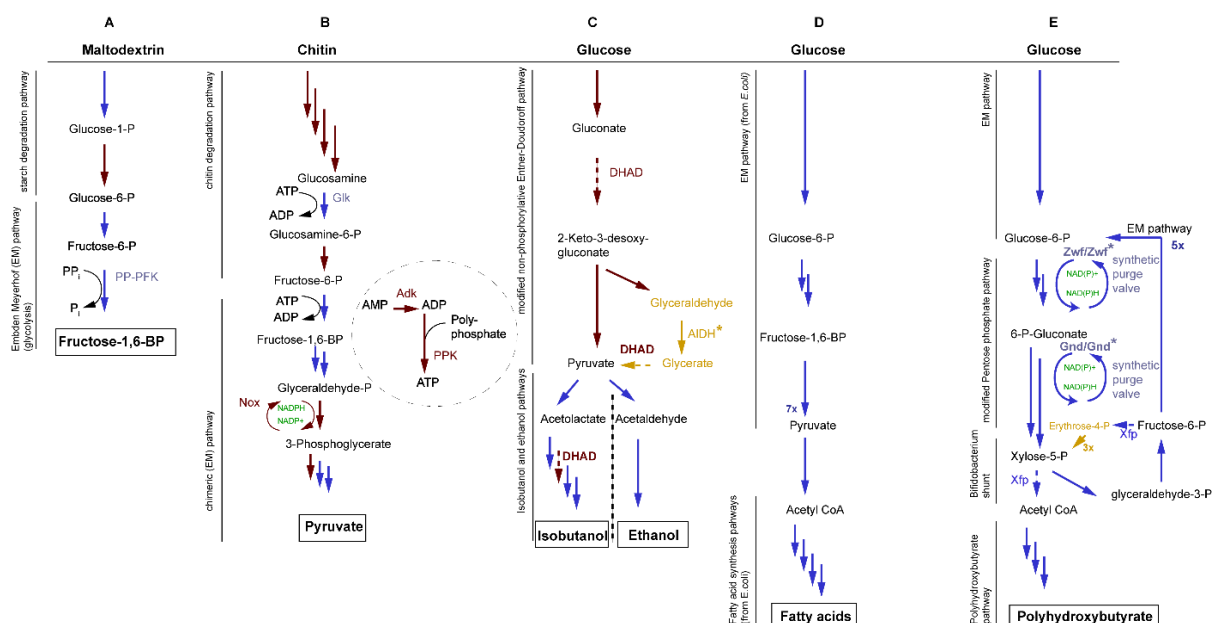 A
Maltodextrin
starch degradation pathway
Glucose-1-P
Glucose-6-P
Embden Meyerhof (EM) pathway
(glycolysis)
Fructose-6-P
PPi
PP-PFK
Pi
Fructose-1,6-BP
B
Chitin
chitin degradation pathway
Glucosamine
ATP
Glk
ADP
Glucosamine-6-P
Fructose-6-P
chimeric (EM) pathway
ATP
ADP
Fructose-1,6-BP
Glyceraldehyde-P
Nox
NADPH
NADP+
3-Phosphoglycerate
Pyruvate
AMP
Adk
ADP
Poly-
phosphate
PPK
ATP
C
Glucose
modified non-phosphorylative Entner-Doudoroff pathway
Gluconate
DHAD
2-Keto-3-desoxy-
gluconate
Glyceraldehyde
AlDH*
DHAD
Pyruvate
Glycerate
Isobutanol and ethanol pathways
Acetolactate
Acetaldehyde
DHAD
Isobutanol
Ethanol
D
Glucose
EM pathway (from E.coli)
Glucose-6-P
Fructose-1,6-BP
7x
Pyruvate
Fatty acid synthesis pahways
(from E.coli)
Acetyl CoA
Fatty acids
E
Glucose
EM pathway
EM pathway
5x
Glucose-6-P
modified Pentose phosphate pathway
Zwf/Zwf*
NAD(P)+
NAD(P)H
synthetic
purge
valve
6-P-Gluconate
Gnd/Gnd*
NAD(P)+
NAD(P)H
synthetic
purge
valve
Erythrose-4-P
Xfp
Fructose-6-P
3x
Bifidobacterium
shunt
Xylose-5-P
Xfp
glyceraldehyde-3-P
Polyhydroxybutyrate
pathway
Acetyl CoA
Polyhydroxybutyrate